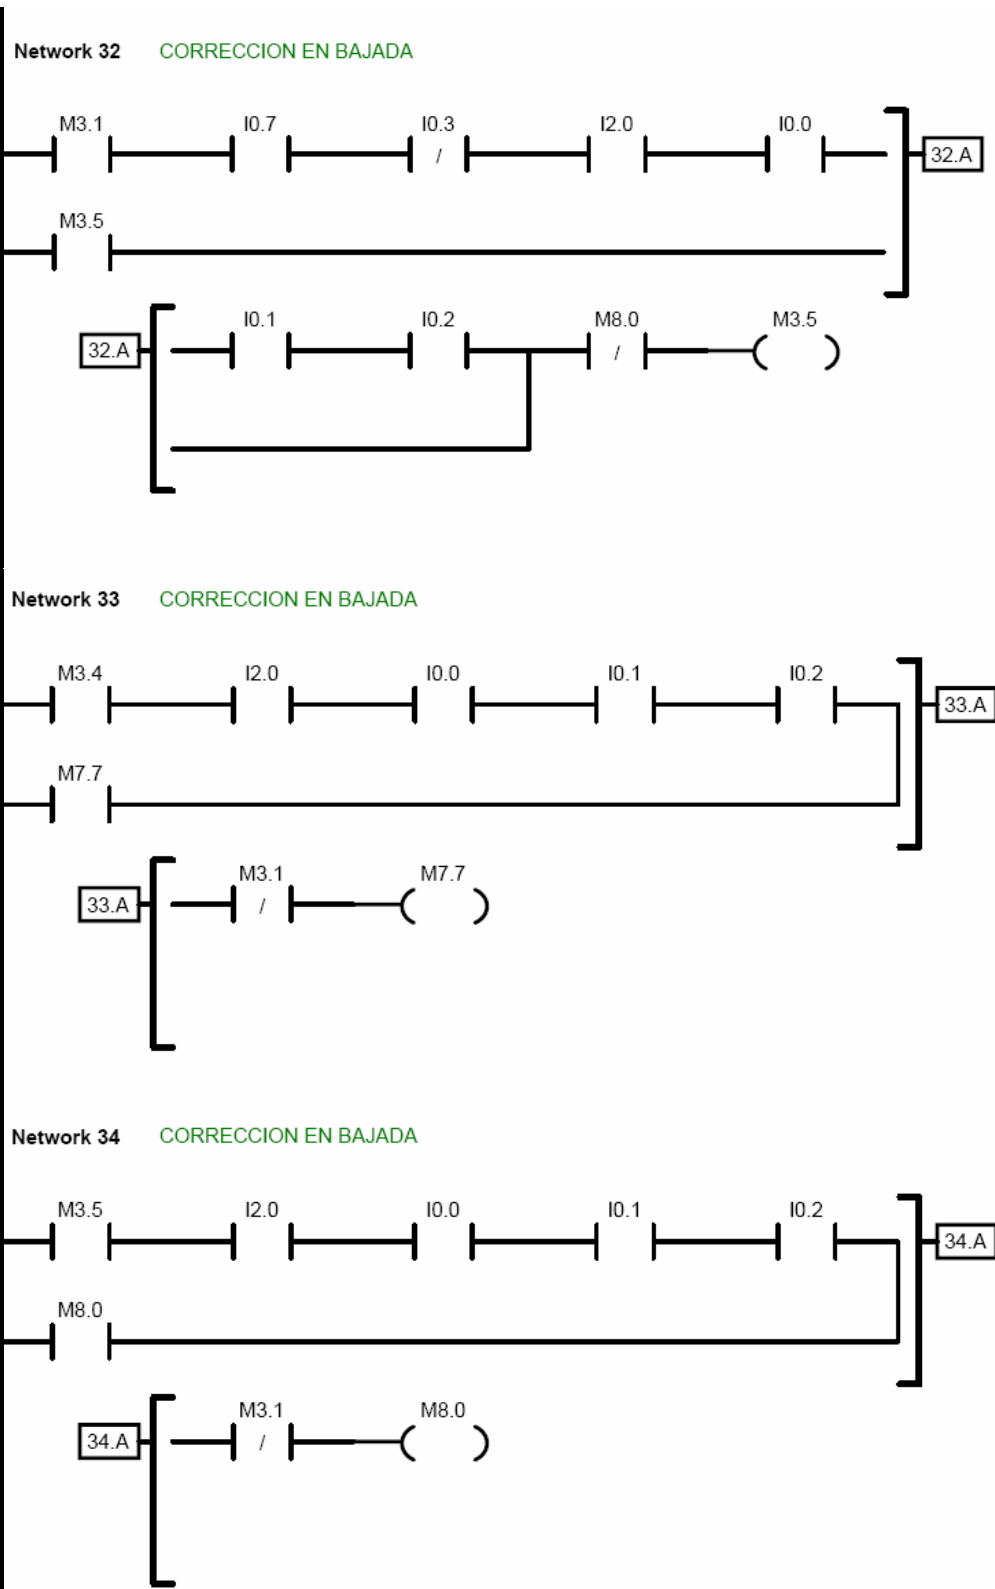 Network 32 CORRECCION EN BAJADA
M3.1 I0.7 I0.3 I2.0 I0.0
/
32.A
M3.5
I0.1 I0.2 M8.0 M3.5
32.A
/
Network 33 CORRECCION EN BAJADA
M3.4 I2.0 I0.0 I0.1 I0.2
33.A
M7.7
M3.1 M7.7
33.A
/
Network 34 CORRECCION EN BAJADA
M3.5 I2.0 I0.0 I0.1 I0.2
34.A
M8.0
M3.1 M8.0
34.A
/